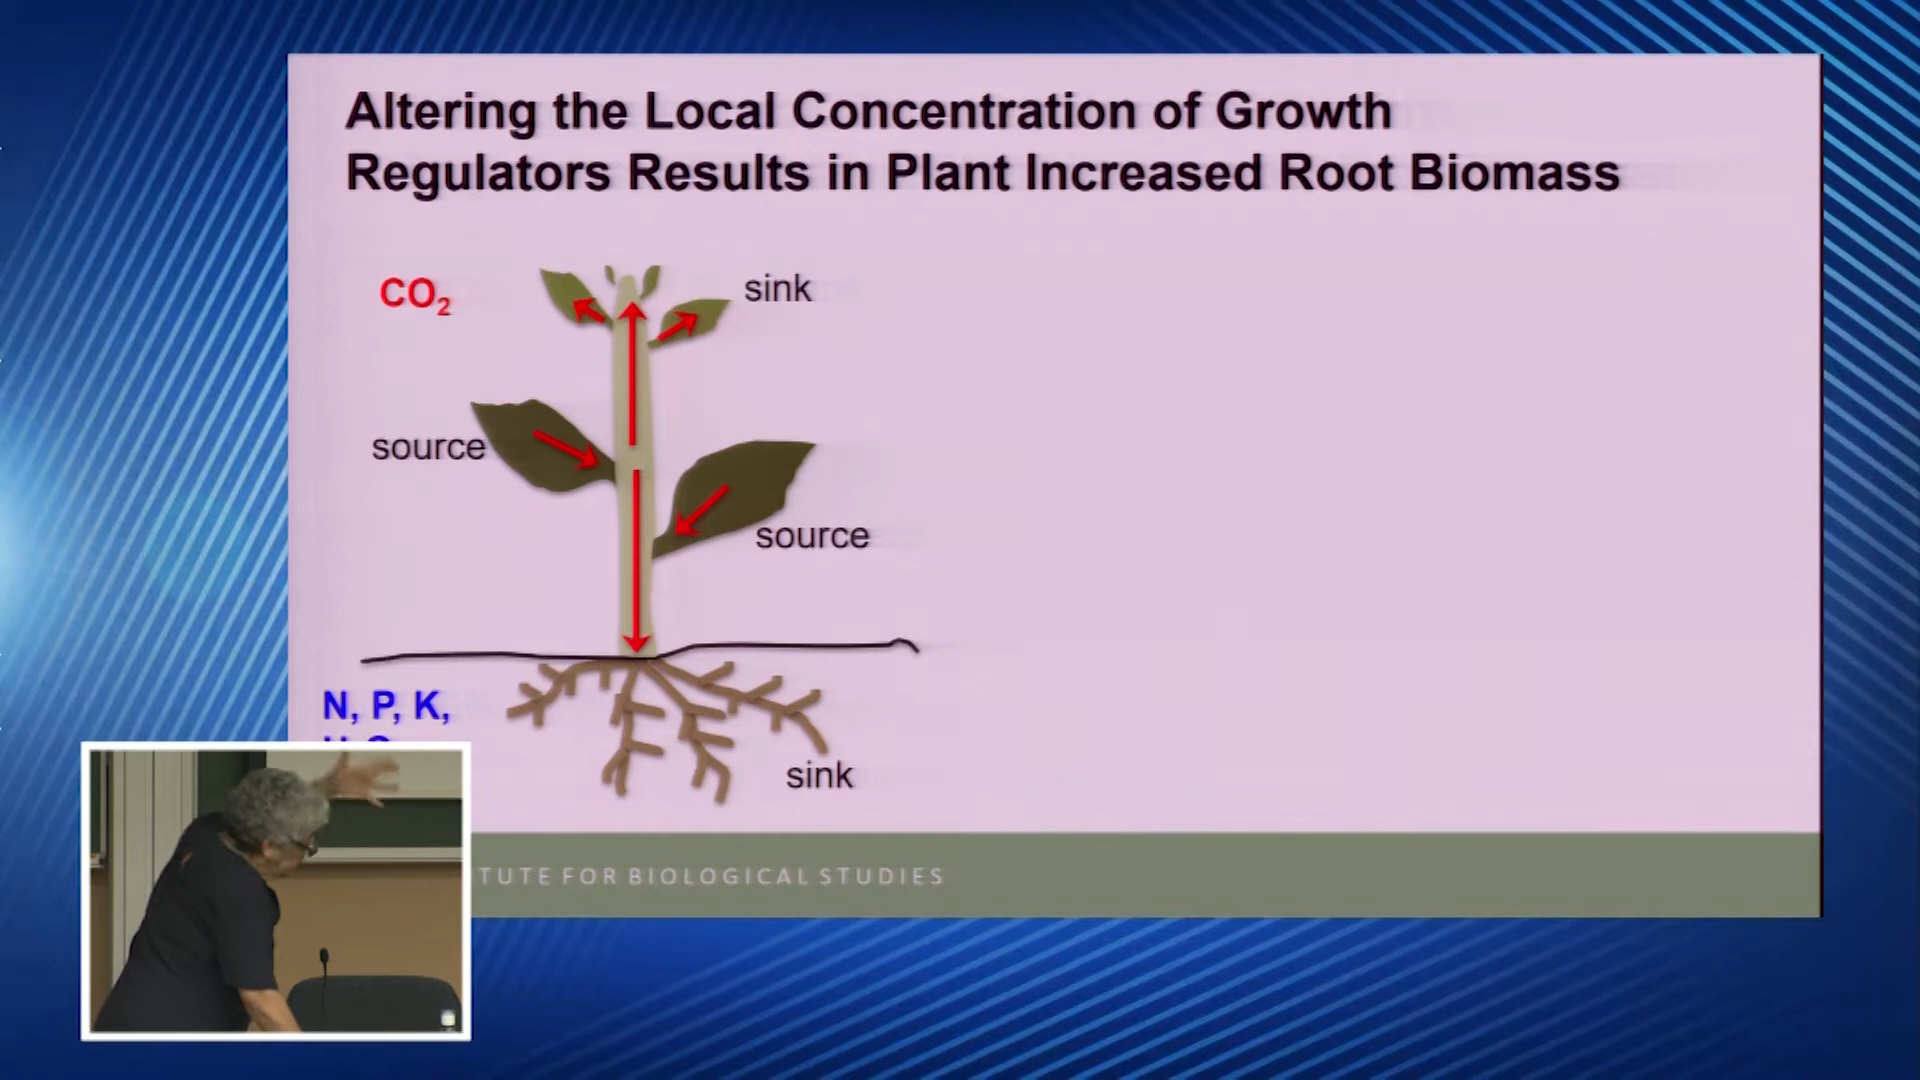 Altering the Local Concentration of Growth
Regulators Results in Plant Increased Root Biomass
CO₂
sink
source
source
N, P, K,
sink
FOR BIOLOGICAL STUDIES